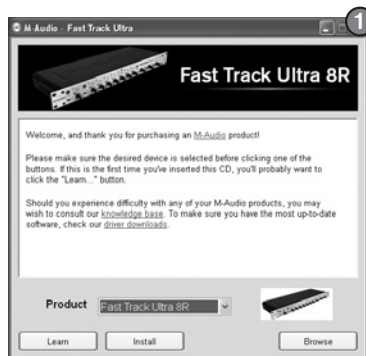 M-Audio - Fast Track Ultra
1
Fast Track Ultra 8R
Welcome, and thank you for purchasing an M-Audio product!
Please make sure the desired device is selected before clicking one of the
buttons. If this is the first time you've inserted this CD, you'll probably want to
click the "Learn..." button.
Should you experience difficulty with any of your M-Audio products, you may
wish to consult our knowledge base. To make sure you have the most up-to-date
software, check our driver downloads.
Product
Fast Track Ultra 8R
Learn
Install
Browse